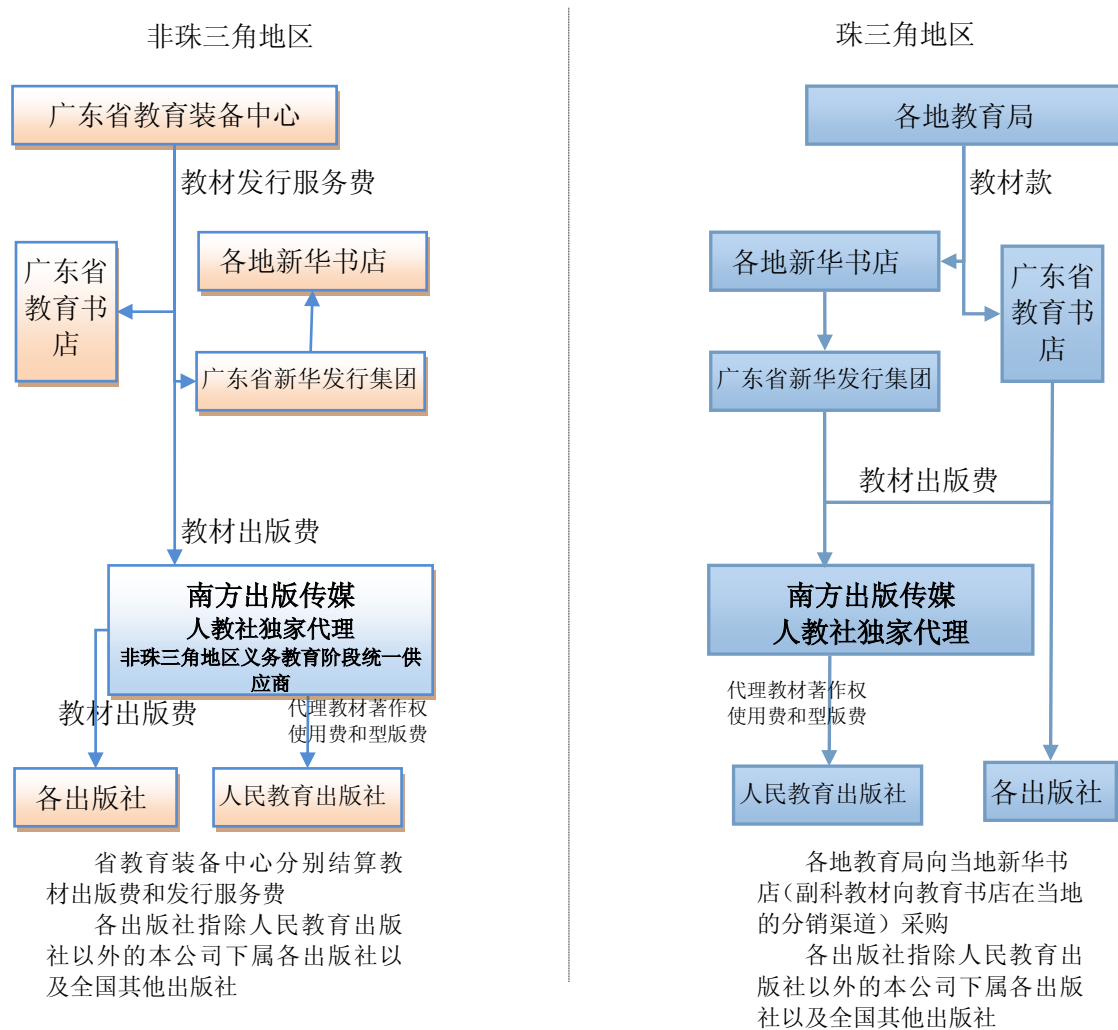 非珠三角地区
广东省教育装备中心
教材发行服务费
各地新华书店
广东省
教育书
店
广东省新华发行集团
教材出版费
南方出版传媒
人教社独家代理
非珠三角地区义务教育阶段统一供
应商
教材出版费
代理教材著作权
使用费和型版费
各出版社
人民教育出版社
省教育装备中心分别结算教
材出版费和发行服务费
各出版社指除人民教育出版
社以外的本公司下属各出版社以
及全国其他出版社
珠三角地区
各地教育局
教材款
各地新华书店
广东省
教育书
店
广东省新华发行集团
教材出版费
南方出版传媒
人教社独家代理
代理教材著作权
使用费和型版费
人民教育出版社
各出版社
各地教育局向当地新华书
店（副科教材向教育书店在当地
的分销渠道）采购
各出版社指除人民教育出
版社以外的本公司下属各出版
社以及全国其他出版社